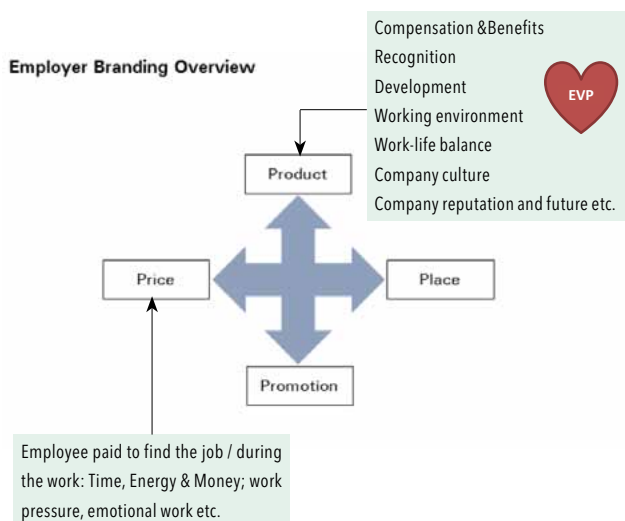 Employer Branding Overview
Compensation &Benefits
Recognition
Development
Working environment
Work-life balance
Company culture
Company reputation and future etc.
EVP
Product
Price
Place
Promotion
Employee paid to find the job / during
the work: Time, Energy & Money; work
pressure, emotional work etc.